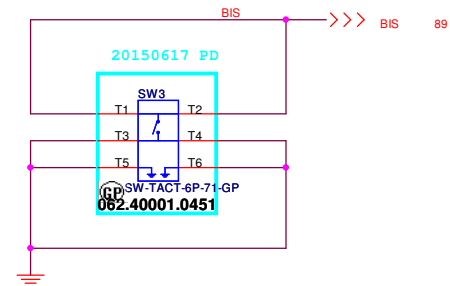 BIS
BIS 89
20150617 PD
SW3
T1 T2
T3 T4
T5 T6
GP SW-TACT-6P-71-GP
062.40001.0451